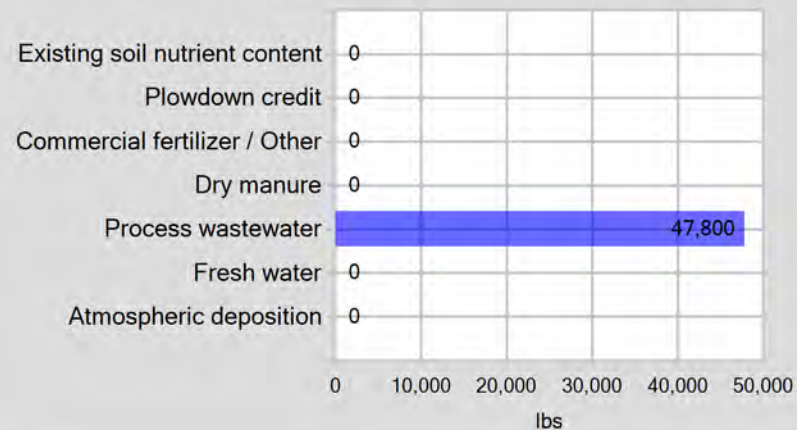 Existing soil nutrient content 0
Plowdown credit 0
Commercial fertilizer / Other 0
Dry manure 0
Process wastewater 47,800
Fresh water 0
Atmospheric deposition 0
0 10,000 20,000 30,000 40,000 50,000
lbs